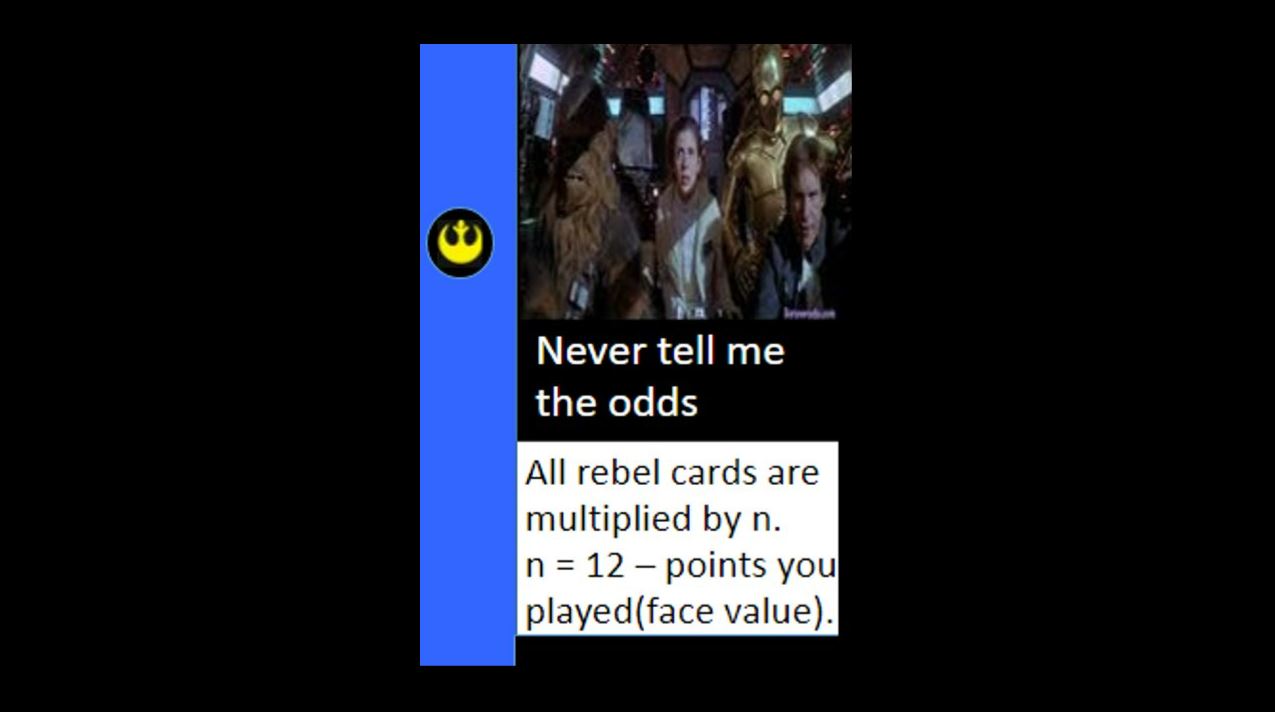 Never tell me
the odds
All rebel cards are
multiplied by n.
n = 12 – points you
played(face value).